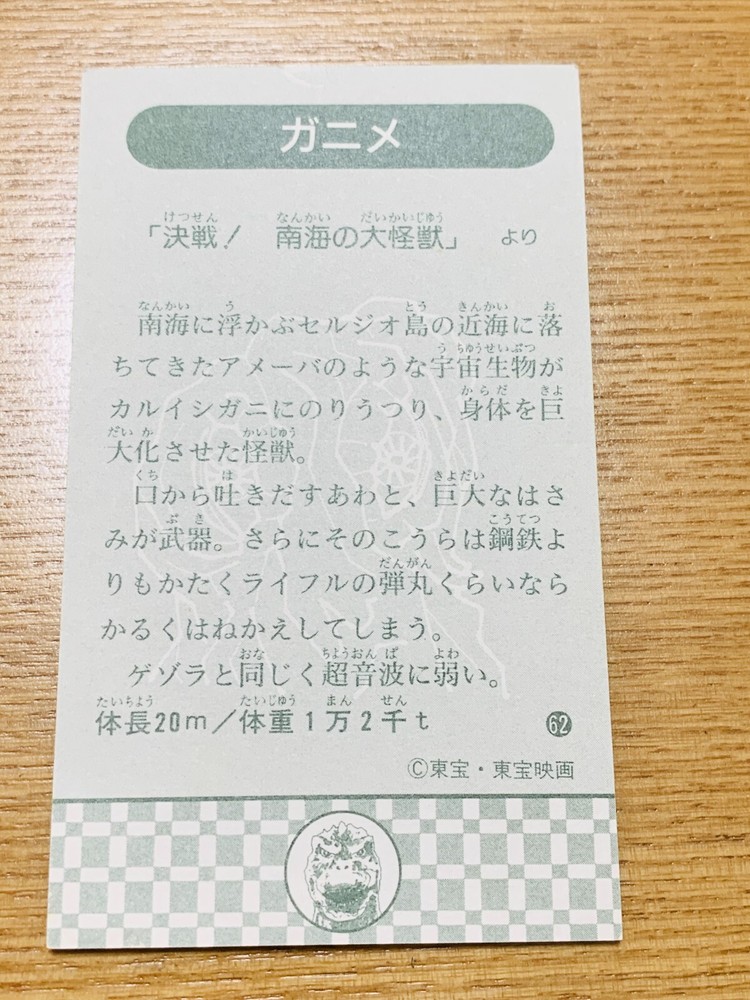 ガニメ
「決戦！　南海の大怪獣」　より
南海に浮かぶセルジオ島の近海に落
ちてきたアメーバのような宇宙生物が
カルイシガニにのりうつり、身体を巨
大化させた怪獣。
口から吐きだすあわと、巨大なはさ
みが武器。さらにそのこうらは鋼鉄よ
りもかたくライフルの弾丸くらいなら
かるくはねかえしてしまう。
ゲゾラと同じく超音波に弱い。
体長20m／体重1万2千t
62
©東宝・東宝映画